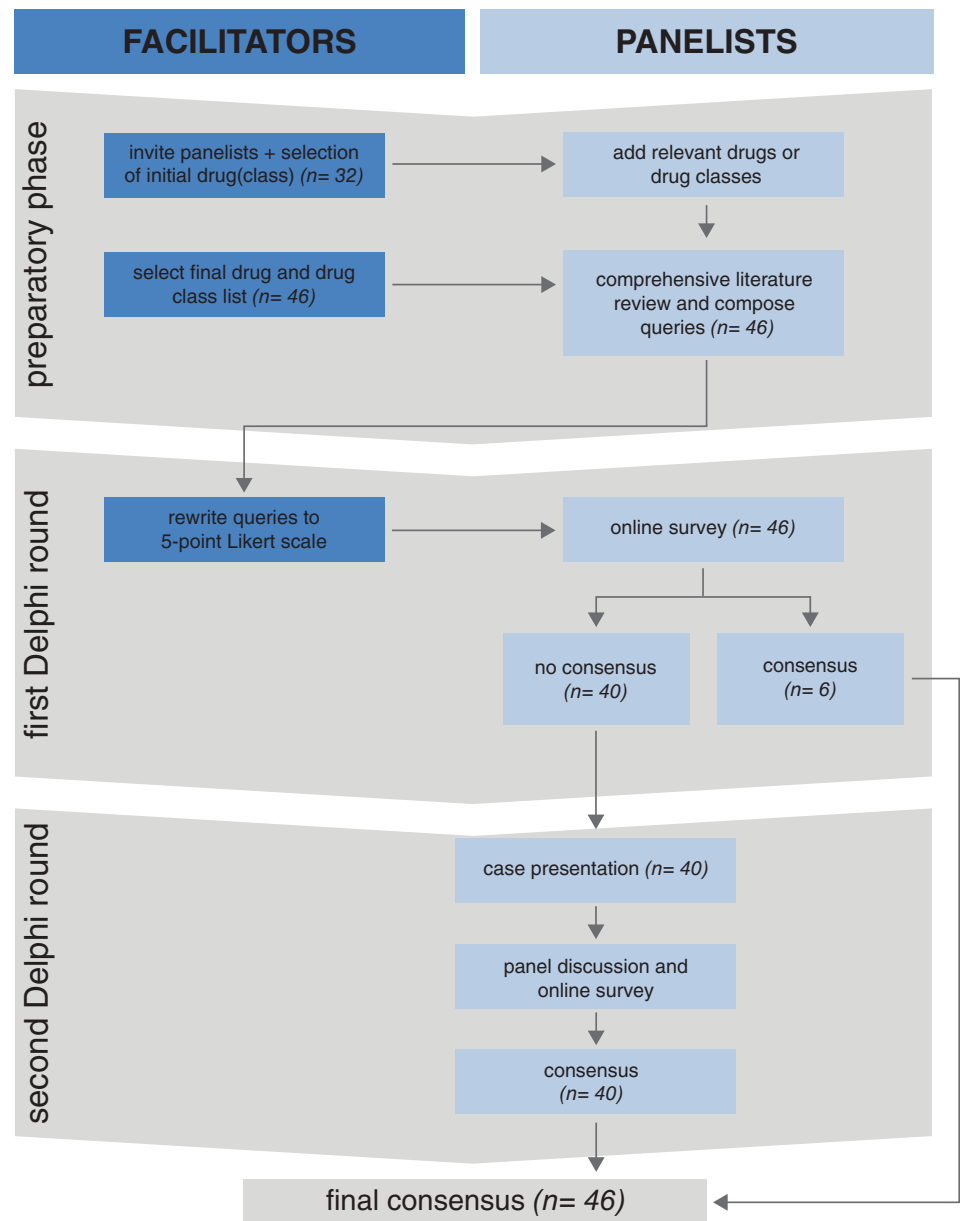 FACILITATORS
PANELISTS
preparatory phase
invite panelists + selection
of initial drug(class) (n= 32)
add relevant drugs or
drug classes
select final drug and drug
class list (n= 46)
comprehensive literature
review and compose
queries (n= 46)
first Delphi round
rewrite queries to
5-point Likert scale
online survey (n= 46)
no consensus
(n= 40)
consensus
(n= 6)
second Delphi round
case presentation (n= 40)
panel discussion and
online survey
consensus
(n= 40)
final consensus (n= 46)